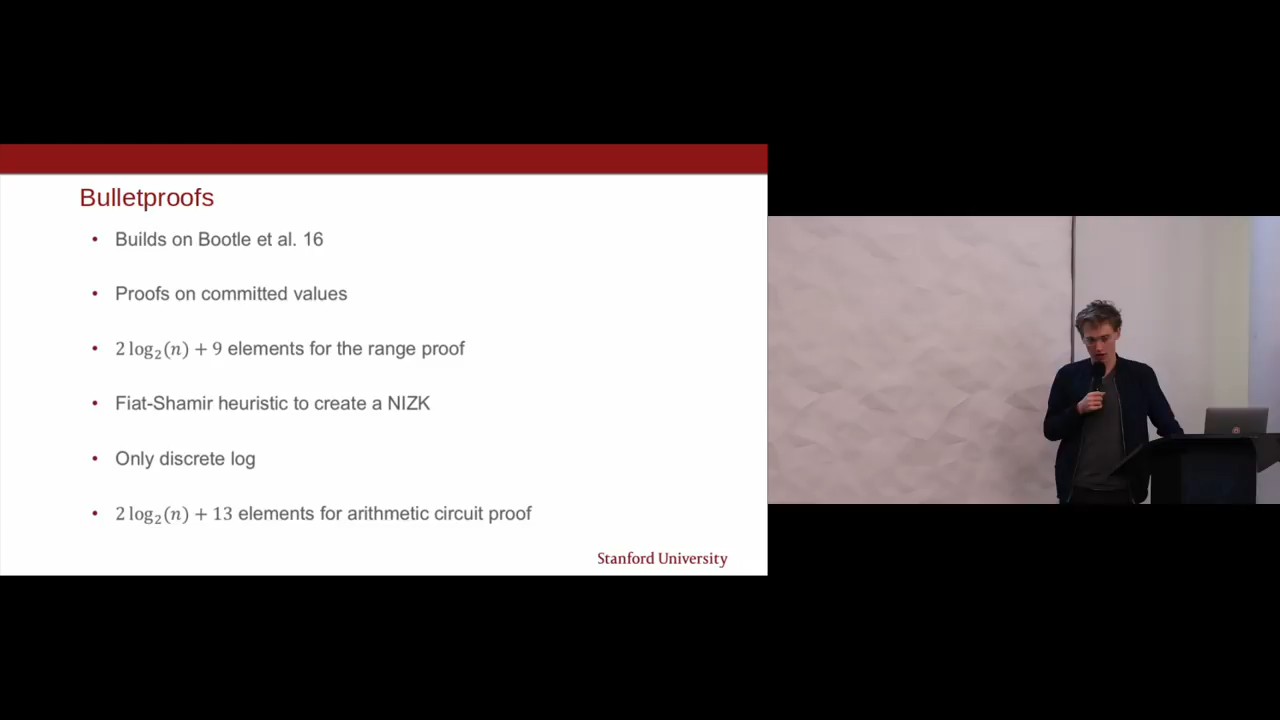 Bulletproofs
• Builds on Bootle et al. 16
• Proofs on committed values
• 2 log₂(n) + 9 elements for the range proof
• Fiat-Shamir heuristic to create a NIZK
• Only discrete log
• 2 log₂(n) + 13 elements for arithmetic circuit proof
Stanford University